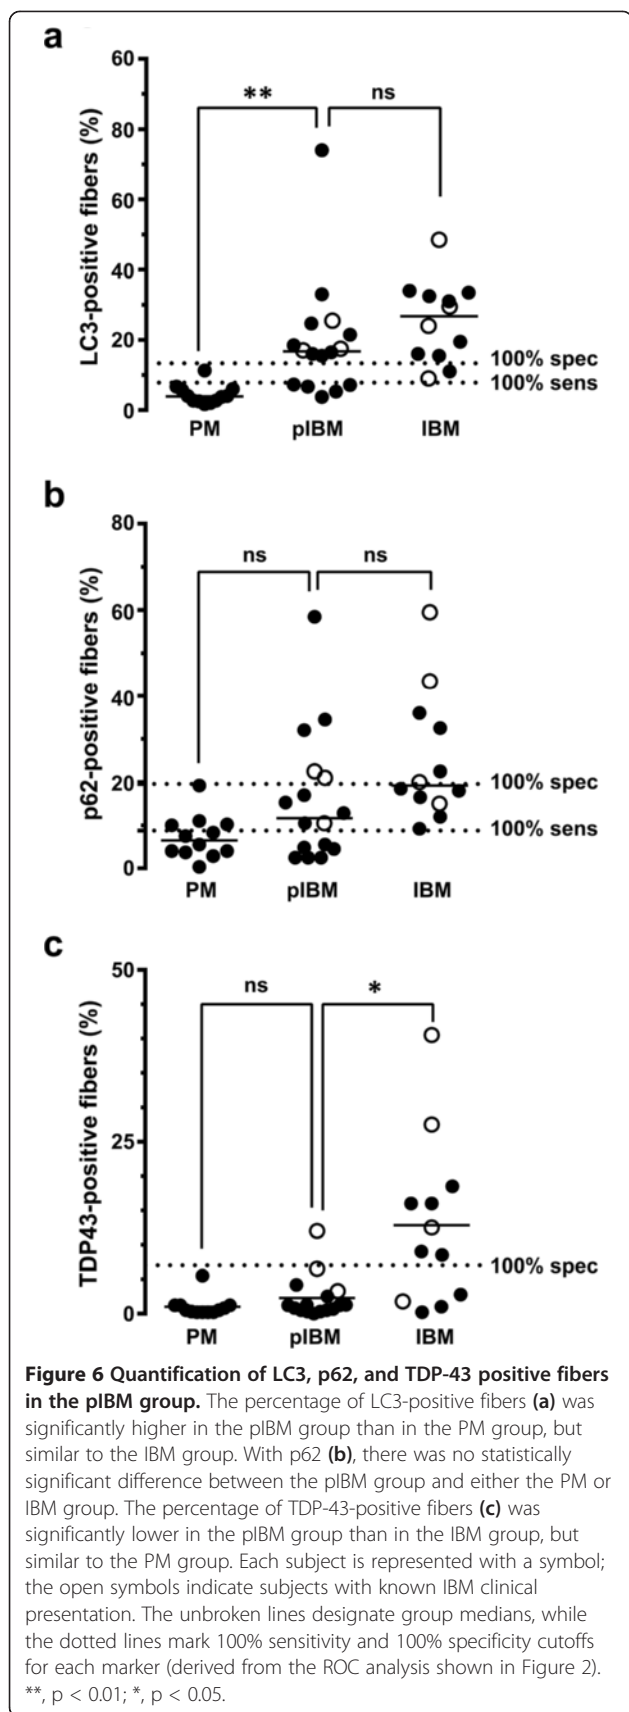 a
60
80
60
40
20
0
LC3-positive fibers (%)
**
ns
100% spec
100% sens
PM
pIBM
IBM
b
80
60
40
20
0
p62-positive fibers (%)
ns
ns
100% spec
100% sens
PM
pIBM
IBM
c
50
25
0
TDP43-positive fibers (%)
ns
*
100% spec
PM
pIBM
IBM
Figure 6 Quantification of LC3, p62, and TDP-43 positive fibers
in the pIBM group. The percentage of LC3-positive fibers (a) was
significantly higher in the pIBM group than in the PM group, but
similar to the IBM group. With p62 (b), there was no statistically
significant difference between the pIBM group and either the PM or
IBM group. The percentage of TDP-43-positive fibers (c) was
significantly lower in the pIBM group than in the IBM group, but
similar to the PM group. Each subject is represented with a symbol;
the open symbols indicate subjects with known IBM clinical
presentation. The unbroken lines designate group medians, while
the dotted lines mark 100% sensitivity and 100% specificity cutoffs
for each marker (derived from the ROC analysis shown in Figure 2).
**, p < 0.01; *, p < 0.05.